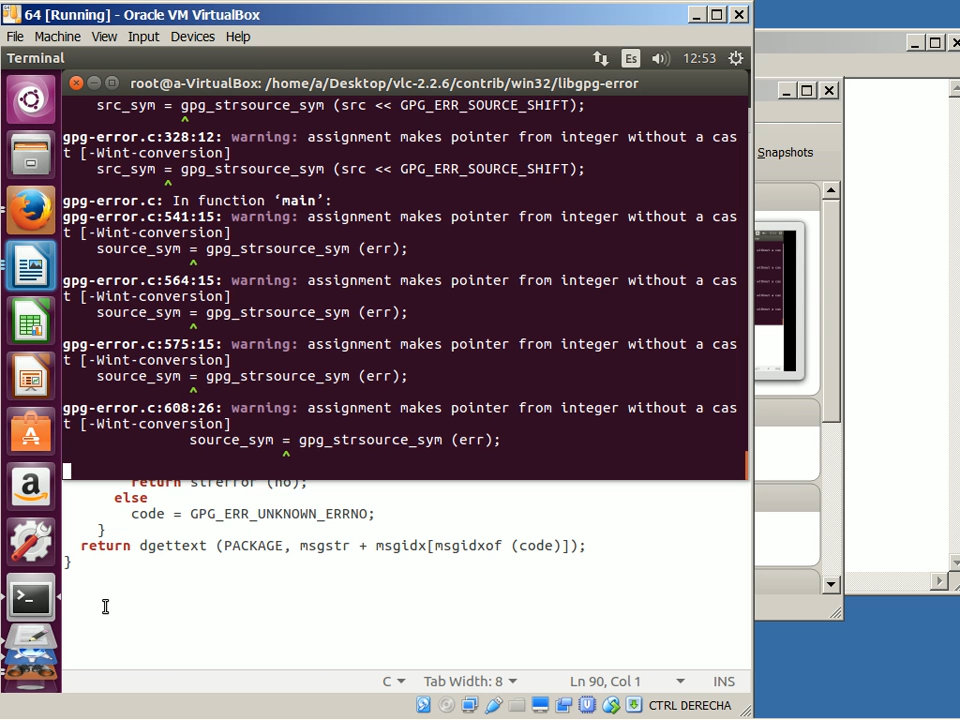 64 [Running] - Oracle VM VirtualBox
File Machine View Input Devices Help
Terminal Es 12:53
root@a-VirtualBox: /home/a/Desktop/vlc-2.2.6/contrib/win32/libgpg-error
src_sym = gpg_strsource_sym (src << GPG_ERR_SOURCE_SHIFT);
^
gpg-error.c:328:12: warning: assignment makes pointer from integer without a cas
t [-Wint-conversion]
src_sym = gpg_strsource_sym (src << GPG_ERR_SOURCE_SHIFT);
^
gpg-error.c: In function ‘main’:
gpg-error.c:541:15: warning: assignment makes pointer from integer without a cas
t [-Wint-conversion]
source_sym = gpg_strsource_sym (err);
^
gpg-error.c:564:15: warning: assignment makes pointer from integer without a cas
t [-Wint-conversion]
source_sym = gpg_strsource_sym (err);
^
gpg-error.c:575:15: warning: assignment makes pointer from integer without a cas
t [-Wint-conversion]
source_sym = gpg_strsource_sym (err);
^
gpg-error.c:608:26: warning: assignment makes pointer from integer without a cas
t [-Wint-conversion]
source_sym = gpg_strsource_sym (err);
^
return strerror (no);
else
code = GPG_ERR_UNKNOWN_ERRNO;
}
return dgettext (PACKAGE, msgstr + msgidx[msgidxof (code)]);
}
C Tab Width: 8 Ln 90, Col 1 INS
CTRL DERECHA
Snapshots